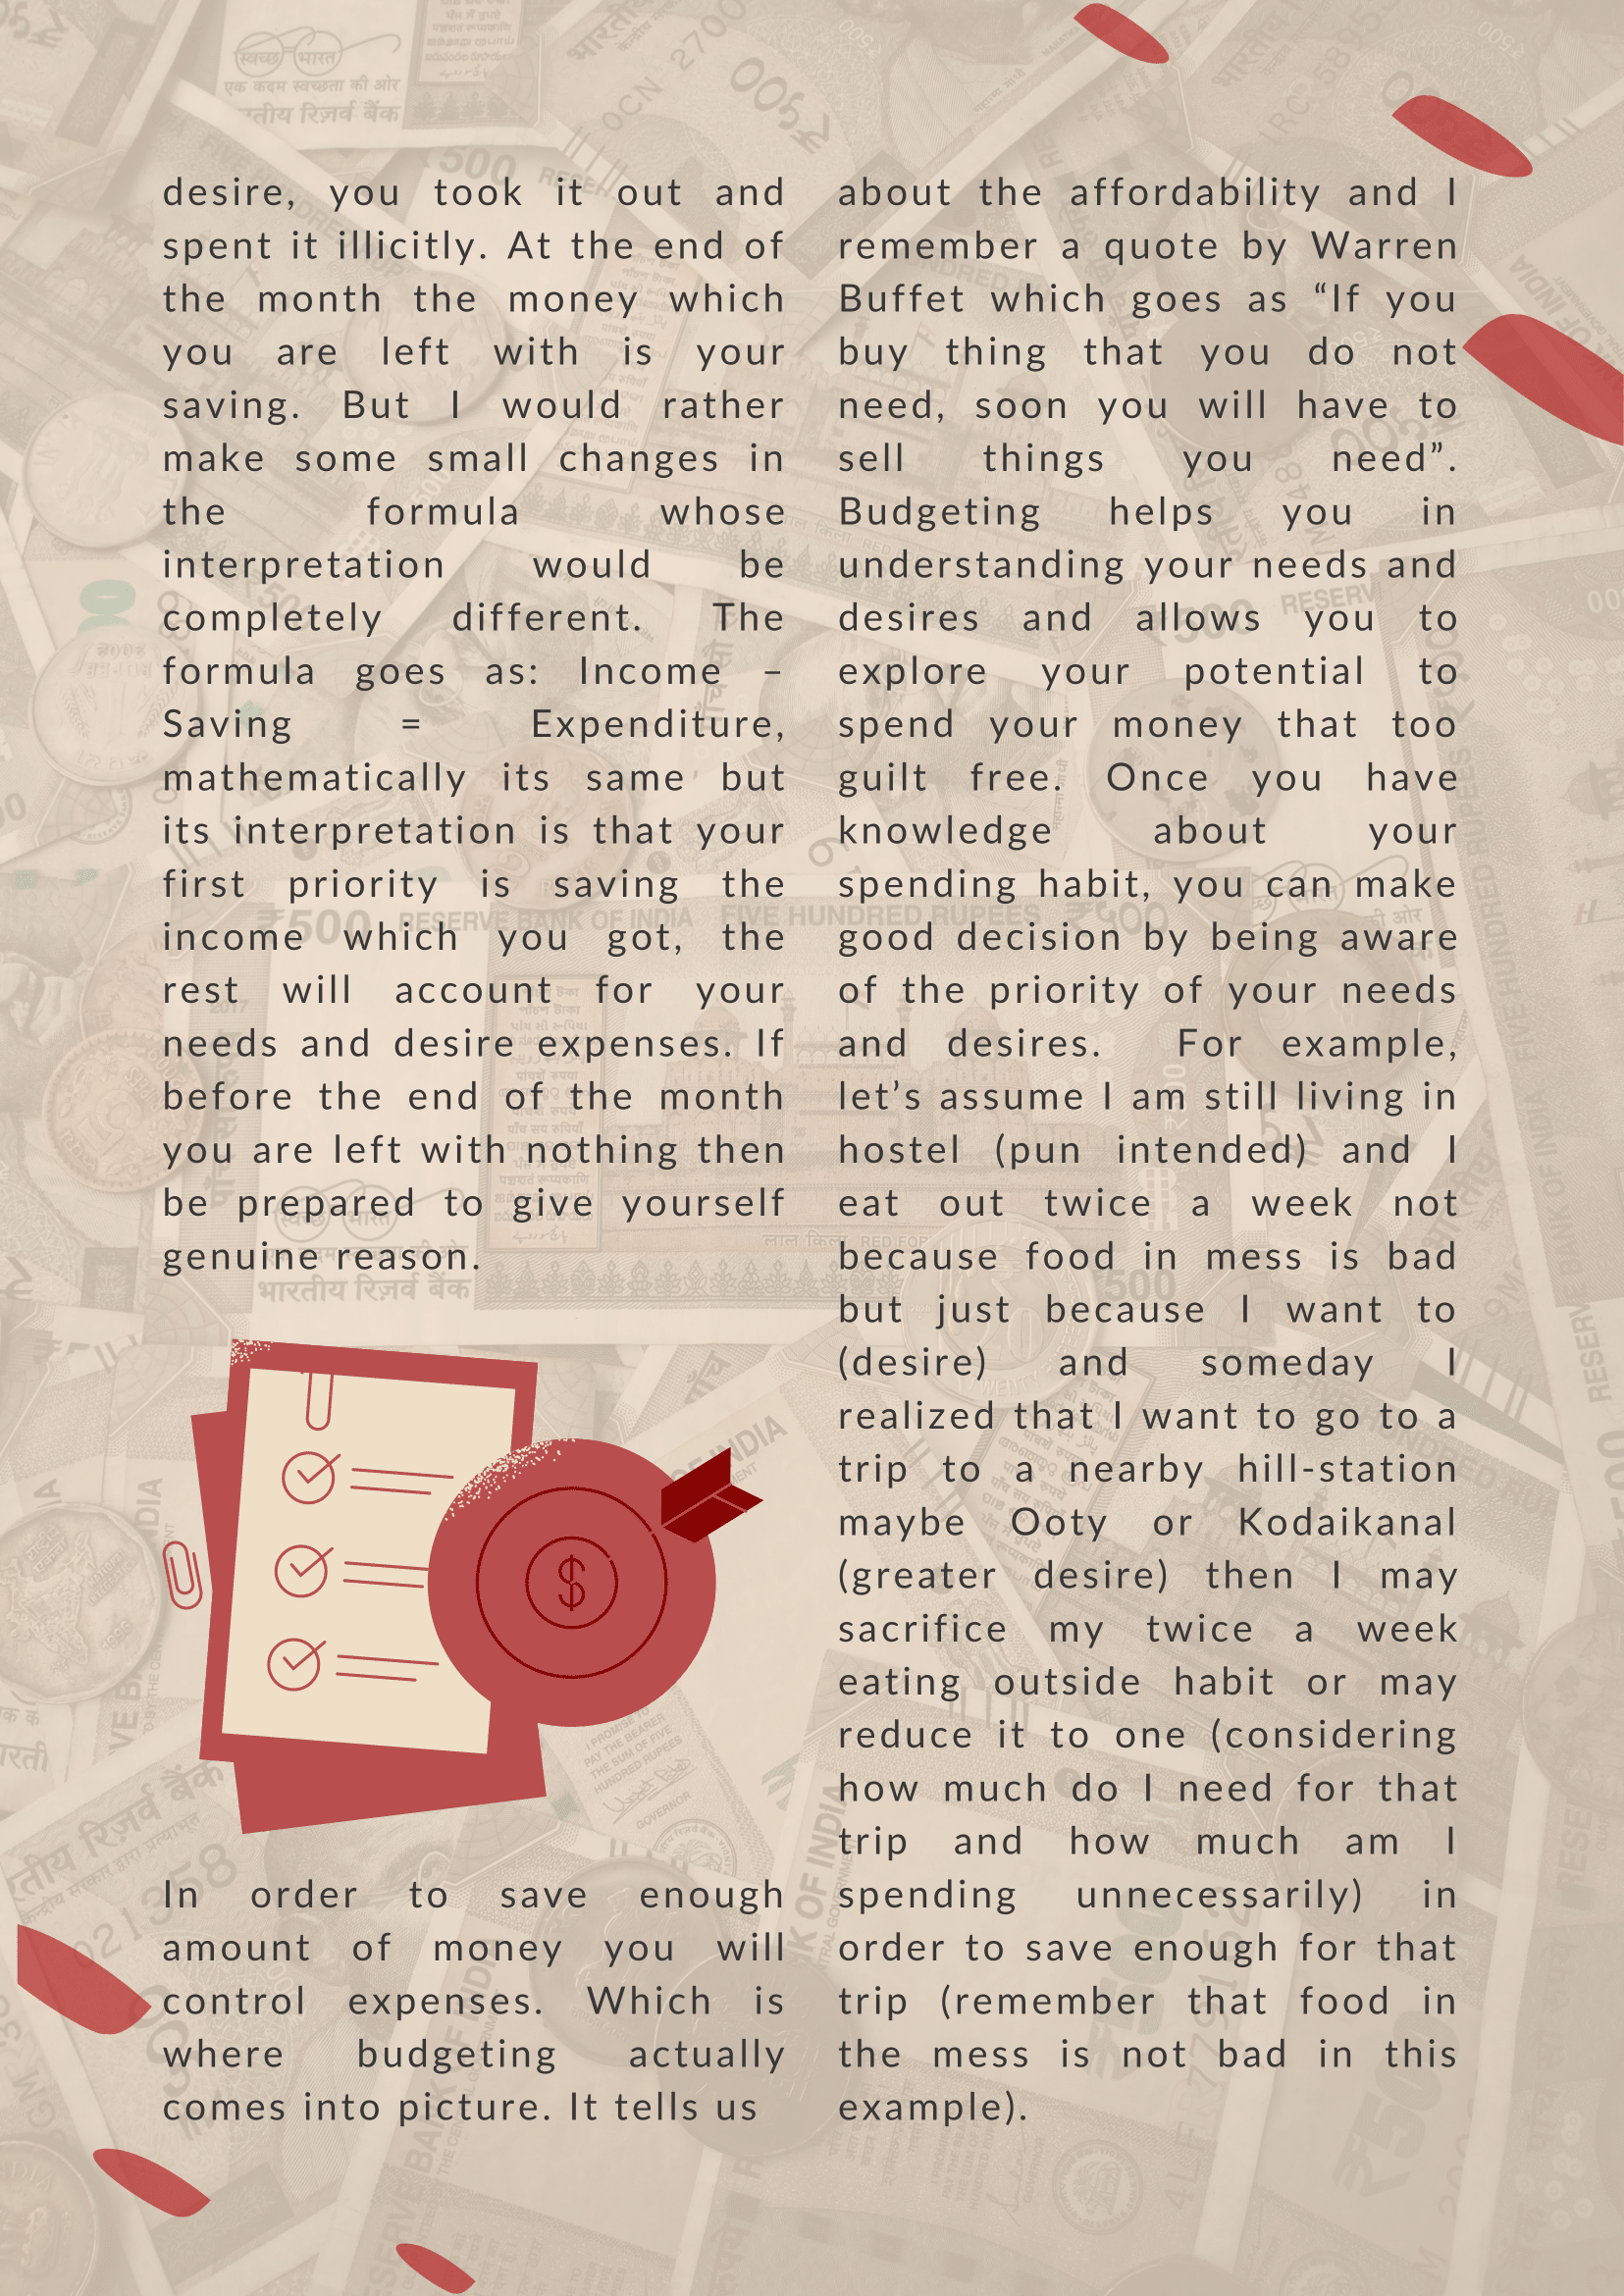 desire, you took it out and
spent it illicitly. At the end of
the month the money which
you are left with is your
saving. But I would rather
make some small changes in
the formula whose
interpretation would be
completely different. The
formula goes as: Income –
Saving = Expenditure,
mathematically its same but
its interpretation is that your
first priority is saving the
income which you got, the
rest will account for your
needs and desire expenses. If
before the end of the month
you are left with nothing then
be prepared to give yourself
genuine reason.
In order to save enough
amount of money you will
control expenses. Which is
where budgeting actually
comes into picture. It tells us
about the affordability and I
remember a quote by Warren
Buffet which goes as “If you
buy thing that you do not
need, soon you will have to
sell things you need”.
Budgeting helps you in
understanding your needs and
desires and allows you to
explore your potential to
spend your money that too
guilt free. Once you have
knowledge about your
spending habit, you can make
good decision by being aware
of the priority of your needs
and desires. For example,
let’s assume I am still living in
hostel (pun intended) and I
eat out twice a week not
because food in mess is bad
but just because I want to
(desire) and someday I
realized that I want to go to a
trip to a nearby hill-station
maybe Ooty or Kodaikanal
(greater desire) then I may
sacrifice my twice a week
eating outside habit or may
reduce it to one (considering
how much do I need for that
trip and how much am I
spending unnecessarily) in
order to save enough for that
trip (remember that food in
the mess is not bad in this
example).